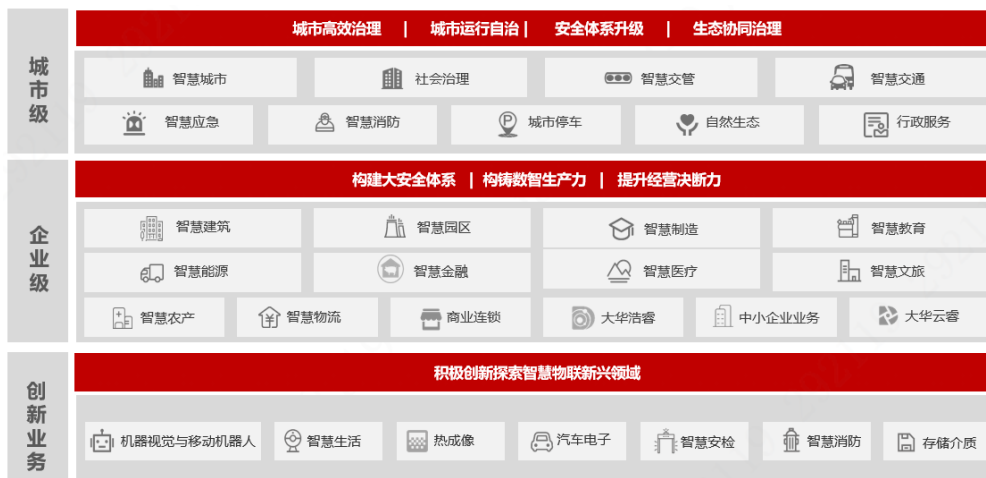 城市级
城市高效治理 | 城市运行自治 | 安全体系升级 | 生态协同治理
智慧城市 社会治理 智慧交管 智慧交通
智慧应急 智慧消防 城市停车 自然生态 行政服务
企业级
构建大安全体系 | 构铸数智生产力 | 提升经营决断力
智慧建筑 智慧园区 智慧制造 智慧教育
智慧能源 智慧金融 智慧医疗 智慧文旅
智慧农产 智慧物流 商业连锁 大华浩睿 中小企业业务 大华云睿
创新业务
积极创新探索智慧物联新兴领域
机器视觉与移动机器人 智慧生活 热成像 汽车电子 智慧安检 智慧消防 存储介质